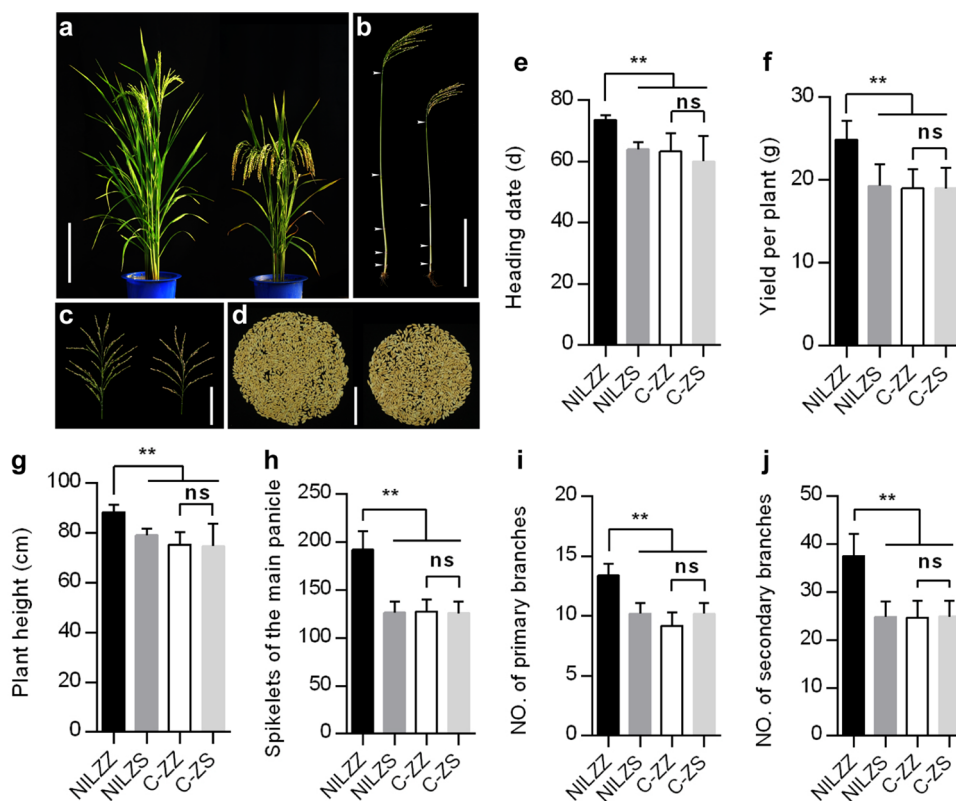 a
b
c
d
e
**
ns
Heading date (d)
80
60
40
20
0
NILZZ
NILZS
C-ZZ
C-ZS
f
**
ns
Yield per plant (g)
30
20
10
0
NILZZ
NILZS
C-ZZ
C-ZS
g
**
ns
Plant height (cm)
100
80
60
40
20
0
NILZZ
NILZS
C-ZZ
C-ZS
h
**
ns
Spikelets of the main panicle
250
200
150
100
50
0
NILZZ
NILZS
C-ZZ
C-ZS
i
**
ns
NO. of primary branches
20
15
10
5
0
NILZZ
NILZS
C-ZZ
C-ZS
j
**
ns
NO. of secondary branches
50
40
30
20
10
0
NILZZ
NILZS
C-ZZ
C-ZS